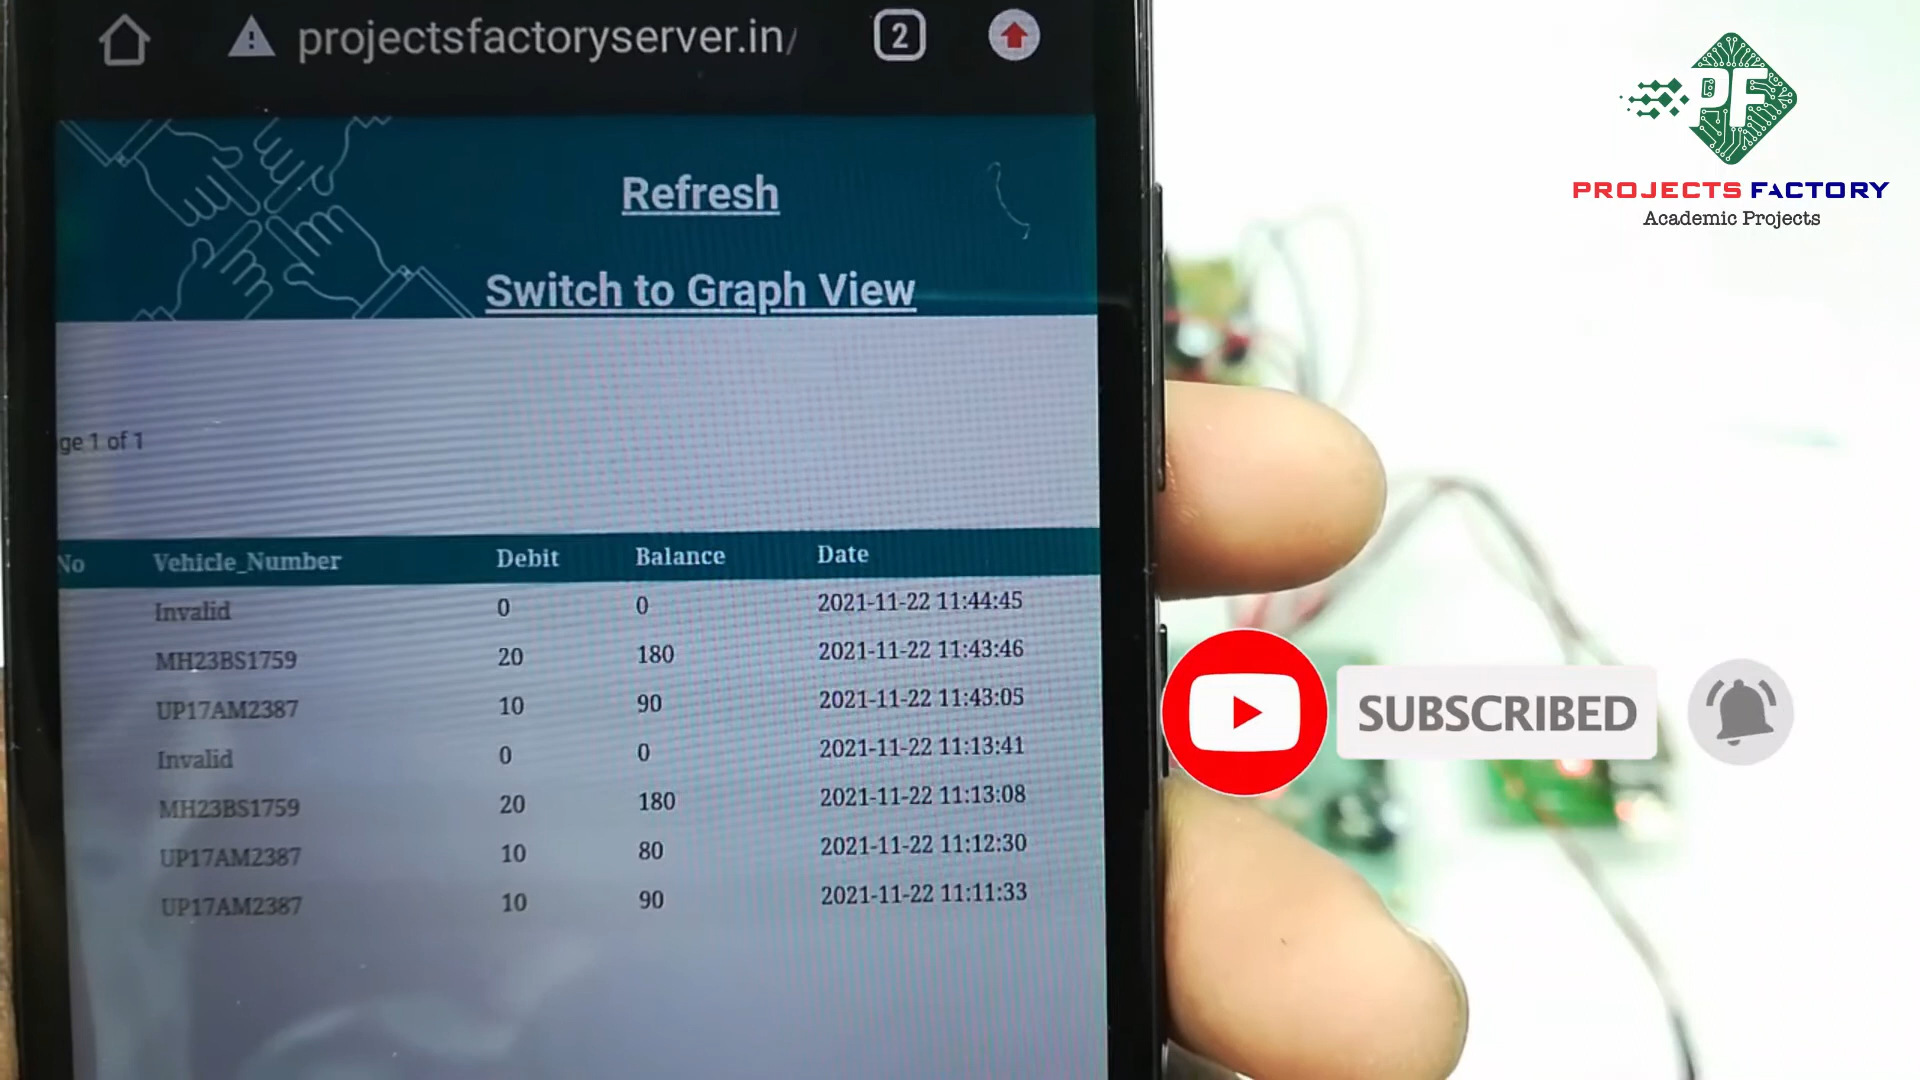 projectsfactoryserver.in/
2
PF
PROJECTS FACTORY
Academic Projects
Refresh
Switch to Graph View
ge 1 of 1
No Vehicle_Number Debit Balance Date
Invalid 0 0 2021-11-22 11:44:45
MH23BS1759 20 180 2021-11-22 11:43:46
UP17AM2387 10 90 2021-11-22 11:43:05
Invalid 0 0 2021-11-22 11:13:41
MH23BS1759 20 180 2021-11-22 11:13:08
UP17AM2387 10 80 2021-11-22 11:12:30
UP17AM2387 10 90 2021-11-22 11:11:33
SUBSCRIBED